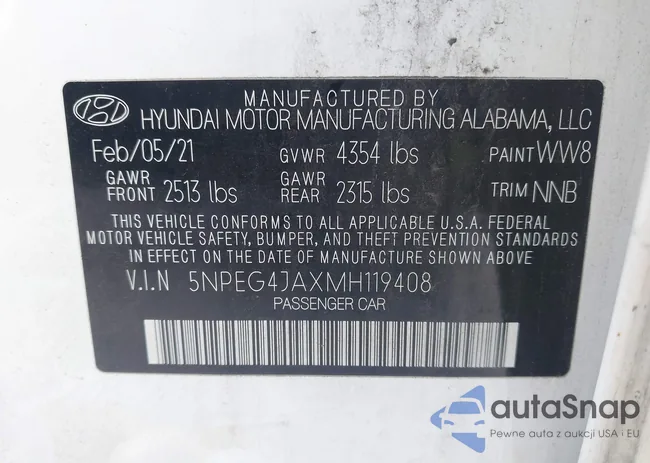 MANUFACTURED BY
HYUNDAI MOTOR MANUFACTURING ALABAMA, LLC
Feb/05/21 GVWR 4354 lbs PAINT WW8
GAWR FRONT 2513 lbs GAWR REAR 2315 lbs TRIM NNB
THIS VEHICLE CONFORMS TO ALL APPLICABLE U.S.A. FEDERAL
MOTOR VEHICLE SAFETY, BUMPER, AND THEFT PREVENTION
STANDARDS IN EFFECT ON THE DATE OF MANUFACTURE SHOWN ABOVE
V.I.N 5NPEG4JAXMH119408
PASSENGER CAR
autoSnap
Pewne auta z aukcji USA i EU